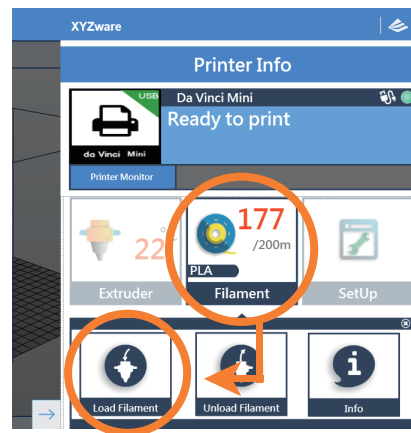 XYZware
Printer Info
USB
da Vinci Mini
Da Vinci Mini
Ready to print
Printer Monitor
22°
177
/200m
PLA
Extruder
Filament
SetUp
Load Filament
Unload Filament
Info